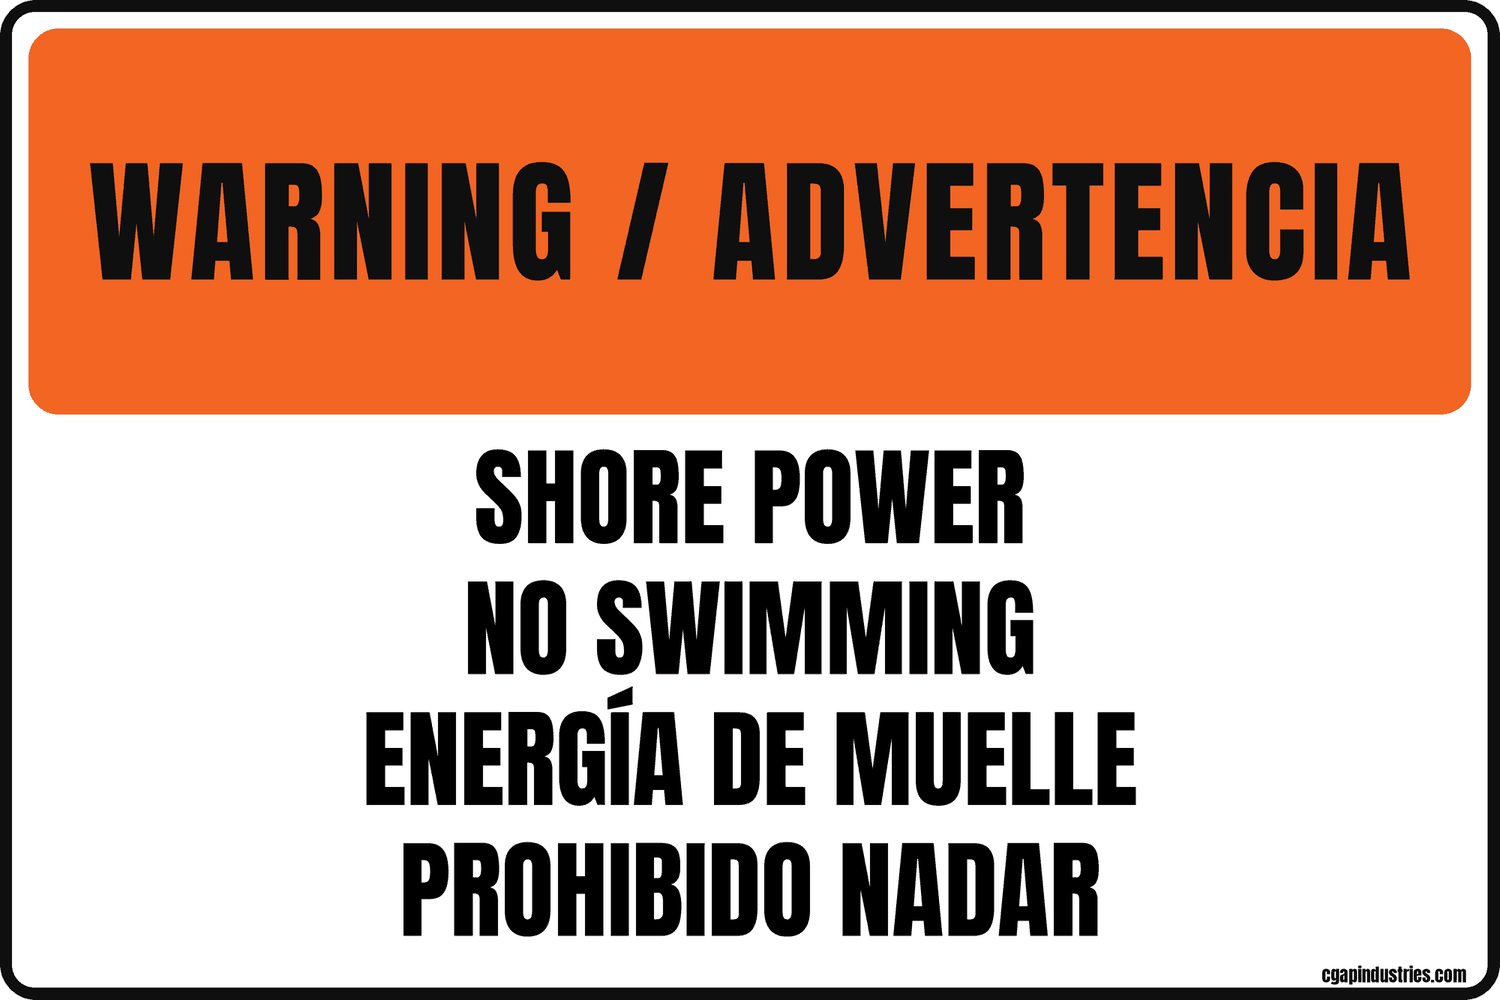 WARNING / ADVERTENCIA
SHORE POWER
NO SWIMMING
ENERGÍA DE MUELLE
PROHIBIDO NADAR
cgapindustries.com